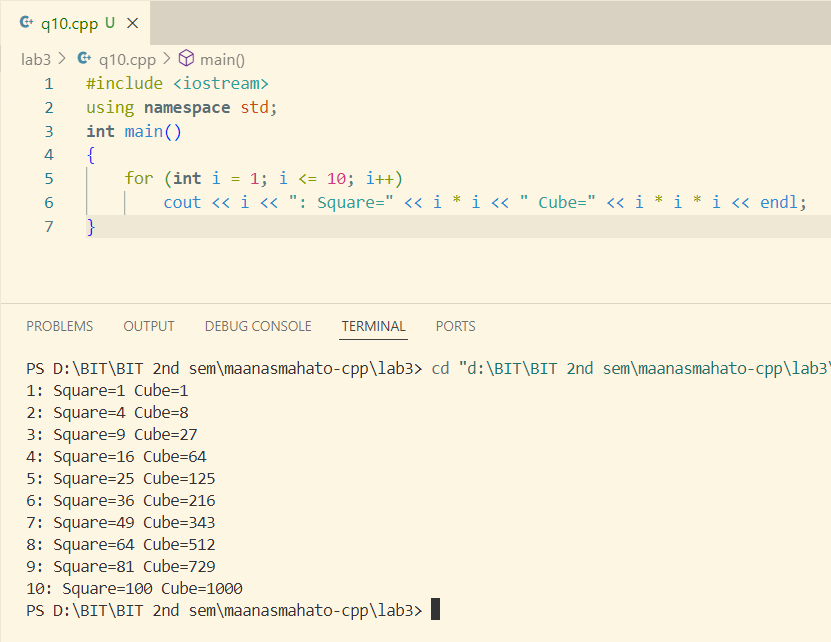 q10.cpp U
lab3 > q10.cpp > main()
1 #include <iostream>
2 using namespace std;
3 int main()
4 {
5 for (int i = 1; i <= 10; i++)
6 cout << i << ": Square=" << i * i << " Cube=" << i * i * i << endl;
7 }
PROBLEMS OUTPUT DEBUG CONSOLE TERMINAL PORTS
PS D:\BIT\BIT 2nd sem\maanasmahato-cpp\lab3> cd "d:\BIT\BIT 2nd sem\maanasmahato-cpp\lab3\
1: Square=1 Cube=1
2: Square=4 Cube=8
3: Square=9 Cube=27
4: Square=16 Cube=64
5: Square=25 Cube=125
6: Square=36 Cube=216
7: Square=49 Cube=343
8: Square=64 Cube=512
9: Square=81 Cube=729
10: Square=100 Cube=1000
PS D:\BIT\BIT 2nd sem\maanasmahato-cpp\lab3>